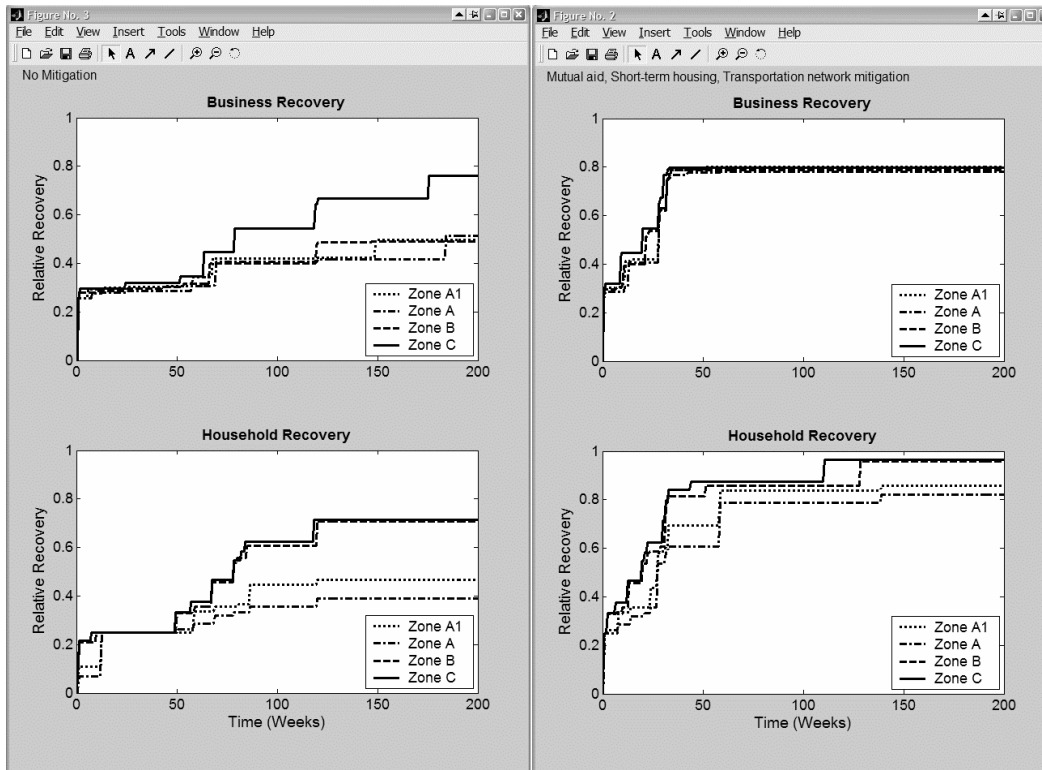 Figure No. 3
File Edit View Insert Tools Window Help
A
No Mitigation
Business Recovery
1
0.8
0.6
0.4
0.2
0
Relative Recovery
0 50 100 150 200
Zone A1
Zone A
Zone B
Zone C
Household Recovery
1
0.8
0.6
0.4
0.2
0
Relative Recovery
0 50 100 150 200
Time (Weeks)
Zone A1
Zone A
Zone B
Zone C
Figure No. 2
File Edit View Insert Tools Window Help
A
Mutual aid, Short-term housing, Transportation network mitigation
Business Recovery
1
0.8
0.6
0.4
0.2
0
Relative Recovery
0 50 100 150 200
Zone A1
Zone A
Zone B
Zone C
Household Recovery
1
0.8
0.6
0.4
0.2
0
Relative Recovery
0 50 100 150 200
Time (Weeks)
Zone A1
Zone A
Zone B
Zone C